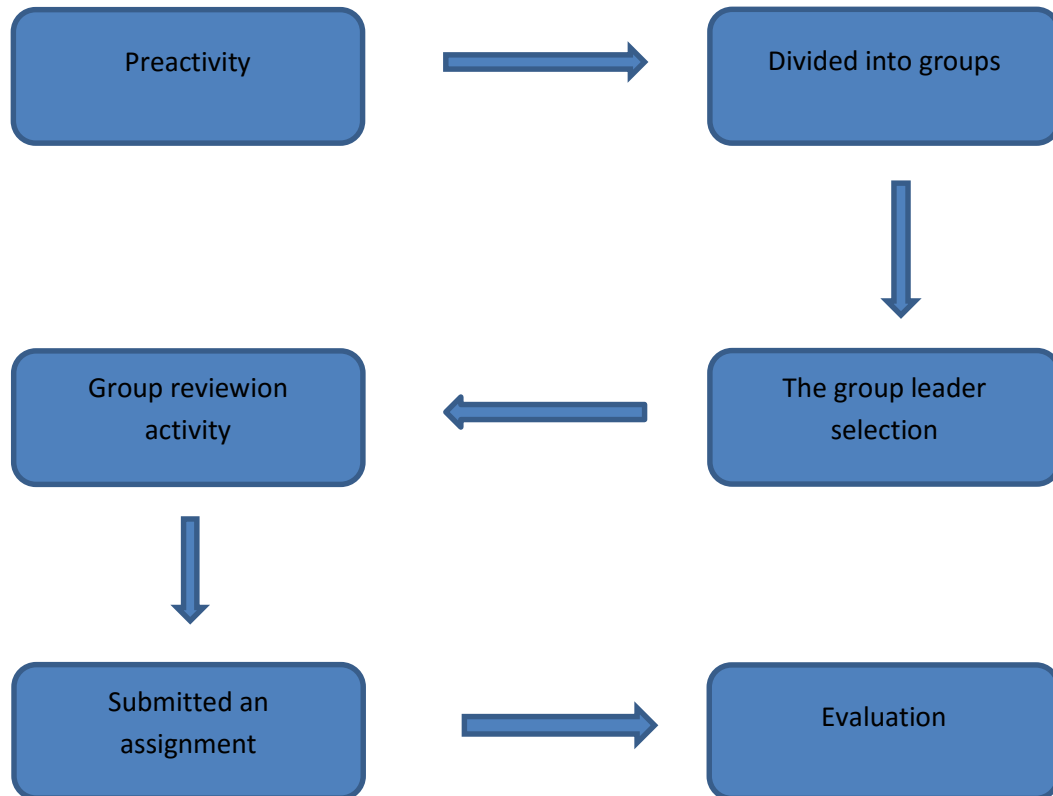 Preactivity
Divided into groups
The group leader
selection
Group reviewion
activity
Submitted an
assignment
Evaluation